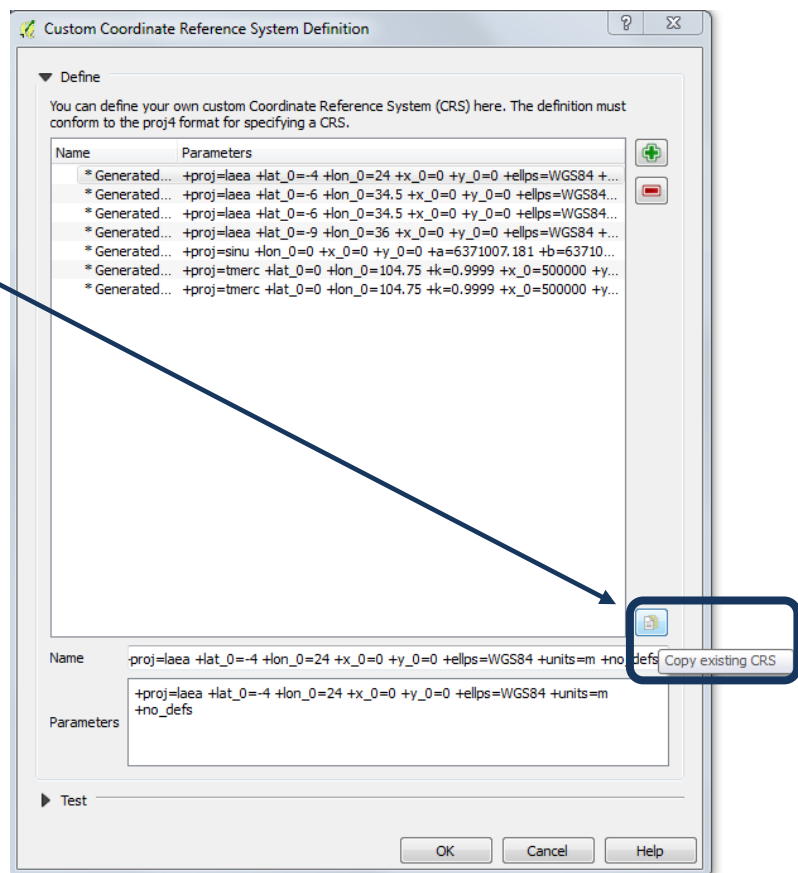 Custom Coordinate Reference System Definition
Define
You can define your own custom Coordinate Reference System (CRS) here. The definition must
conform to the proj4 format for specifying a CRS.
Name Parameters
* Generated... +proj=laea +lat_0=-4 +lon_0=24 +x_0=0 +y_0=0 +ellps=WGS84 +...
* Generated... +proj=laea +lat_0=-6 +lon_0=34.5 +x_0=0 +y_0=0 +ellps=WGS84...
* Generated... +proj=laea +lat_0=-6 +lon_0=34.5 +x_0=0 +y_0=0 +ellps=WGS84...
* Generated... +proj=laea +lat_0=-9 +lon_0=36 +x_0=0 +y_0=0 +ellps=WGS84 +...
* Generated... +proj=sinu +lon_0=0 +x_0=0 +y_0=0 +a=6371007.181 +b=63710...
* Generated... +proj=tmerc +lat_0=0 +lon_0=104.75 +k=0.9999 +x_0=500000 +y...
* Generated... +proj=tmerc +lat_0=0 +lon_0=104.75 +k=0.9999 +x_0=500000 +y...
Name proj=laea +lat_0=-4 +lon_0=24 +x_0=0 +y_0=0 +ellps=WGS84 +units=m +no_defs
Copy existing CRS
+proj=laea +lat_0=-4 +lon_0=24 +x_0=0 +y_0=0 +ellps=WGS84 +units=m
+no_defs
Parameters
Test
OK Cancel Help